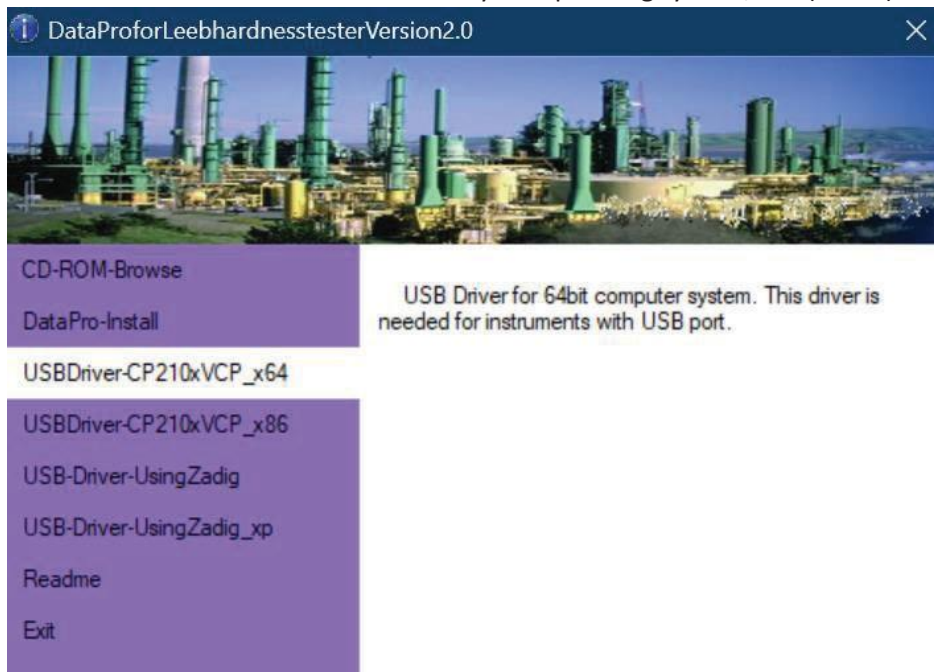 DataProforLeebhardnesstesterVersion2.0
CD-ROM-Browse
DataPro-Install
USBDriver-CP210xVCP_x64
USBDriver-CP210xVCP_x86
USB-Driver-UsingZadig
USB-Driver-UsingZadig_xp
Readme
Exit
USB Driver for 64bit computer system. This driver is
needed for instruments with USB port.